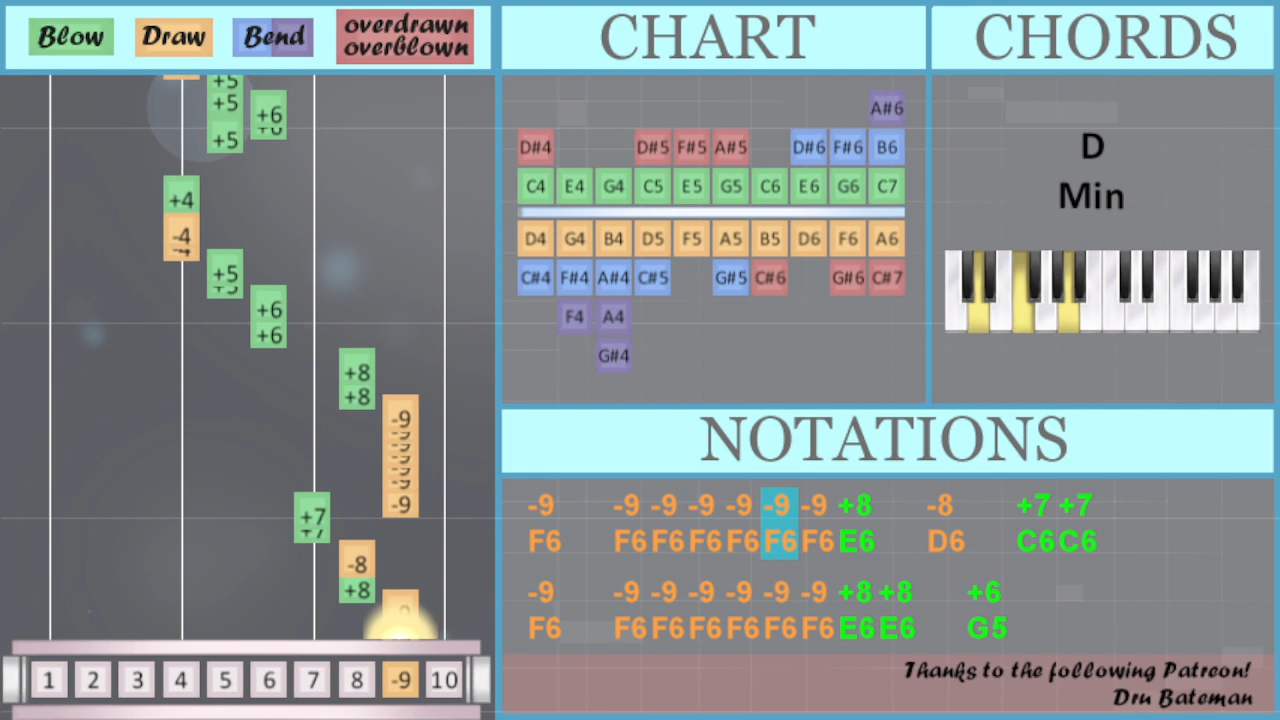 Blow Draw Bend overdrawn
overblown
CHART
CHORDS
+5
+5
+5
+6
+4
-4
+5
+6
+6
+8
+8
-9
-9
+7
-8
+8
1 2 3 4 5 6 7 8 -9 10
A#6
D#4 D#5 F#5 A#5 D#6 F#6 B6
C4 E4 G4 C5 E5 G5 C6 E6 G6 C7
D4 G4 B4 D5 F5 A5 B5 D6 F6 A6
C#4 F#4 A#4 C#5 G#5 C#6 G#6 C#7
F4 A4
G#4
D
Min
NOTATIONS
-9 -9 -9 -9 -9 -9 -9 +8 -8 +7 +7
F6 F6 F6 F6 F6 F6 F6 E6 D6 C6 C6
-9 -9 -9 -9 -9 -9 -9 +8 +8 +6
F6 F6 F6 F6 F6 F6 F6 E6 E6 G5
Thanks to the following Patreon!
Dru Bateman